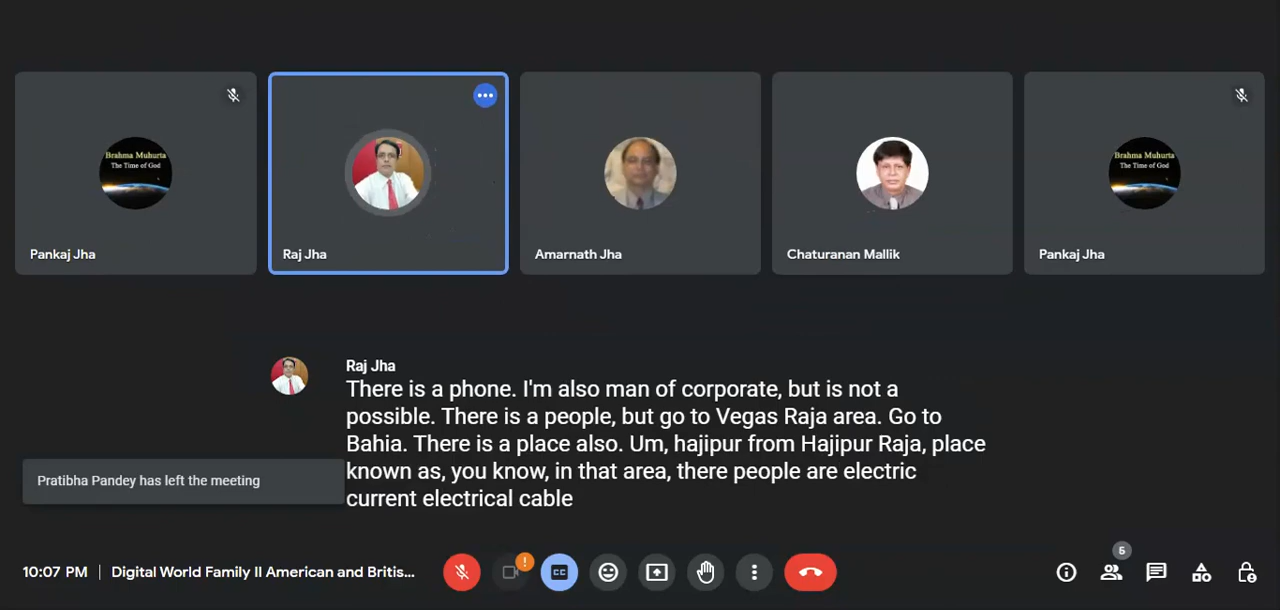 Brahma Muhurta
The Time of God
Pankaj Jha
Raj Jha
Amarnath Jha
Chaturanan Mallik
Brahma Muhurta
The Time of God
Pankaj Jha
Raj Jha
There is a phone. I'm also man of corporate, but is not a
possible. There is a people, but go to Vegas Raja area. Go to
Bahia. There is a place also. Um, hajipur from Hajipur Raja, place
known as, you know, in that area, there people are electric
current electrical cable
Pratibha Pandey has left the meeting
10:07 PM | Digital World Family II American and Britis...
!
CC
5